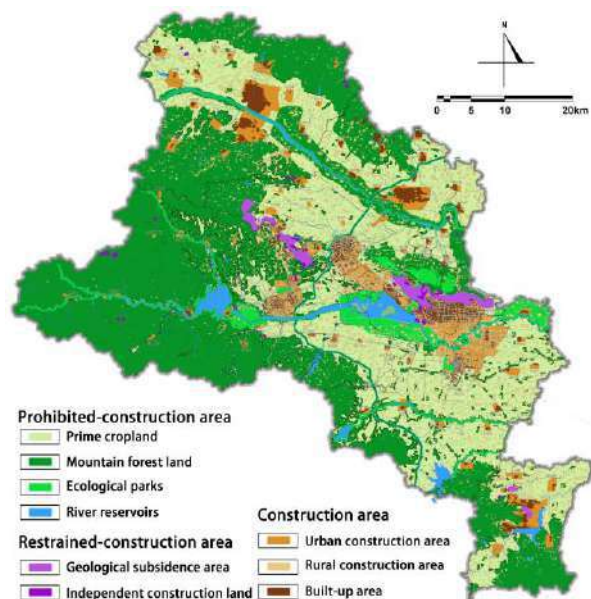 N
0 5 10 20km
Prohibited-construction area
Prime cropland
Mountain forest land
Ecological parks
River reservoirs
Restrained-construction area
Geological subsidence area
Independent construction land
Construction area
Urban construction area
Rural construction area
Built-up area